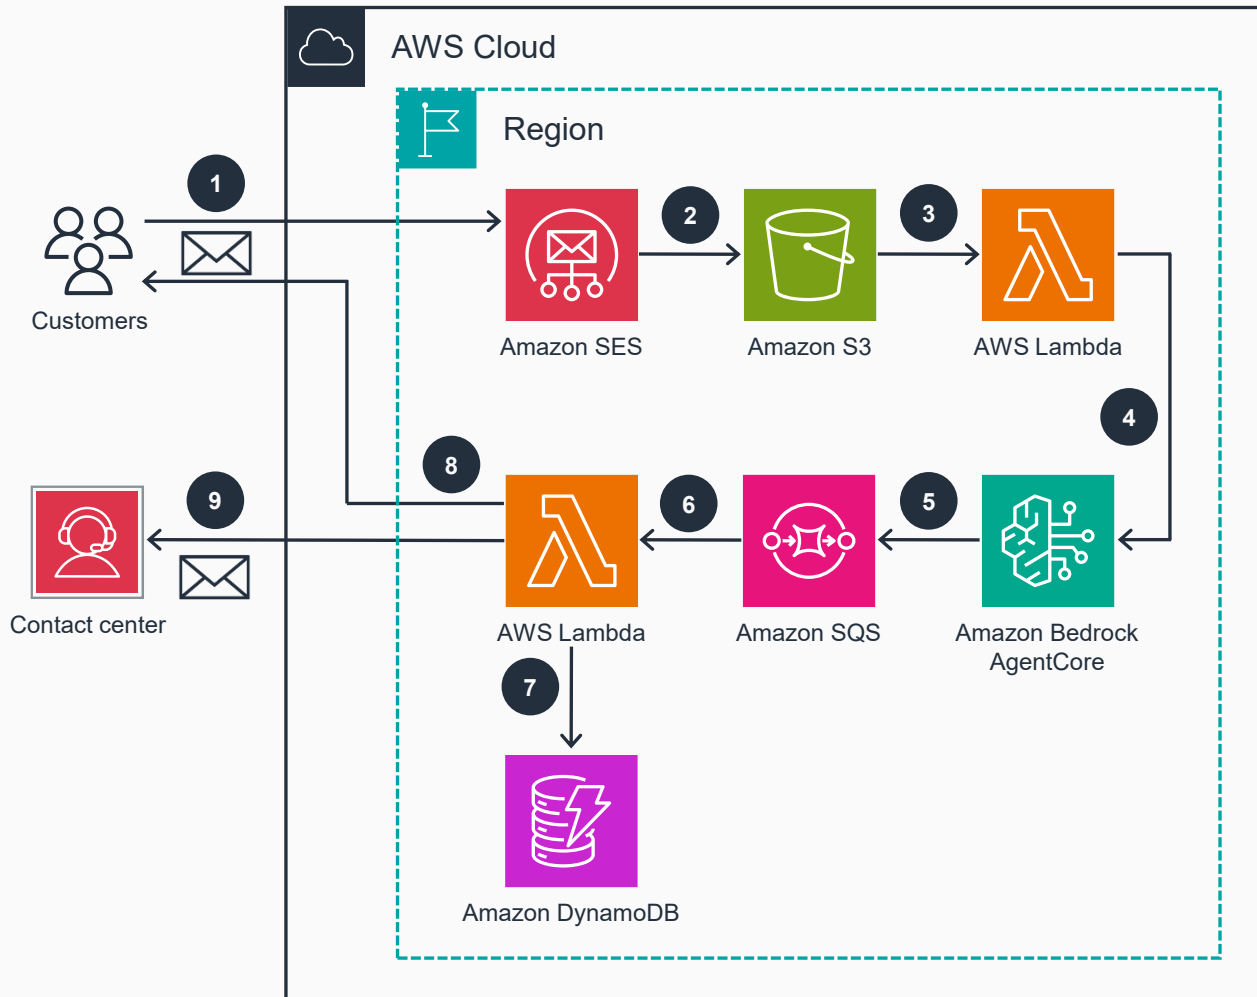 AWS Cloud
Region
1
2
3
Customers
Amazon SES
Amazon S3
AWS Lambda
4
8
9
6
5
Contact center
AWS Lambda
Amazon SQS
Amazon Bedrock
AgentCore
7
Amazon DynamoDB